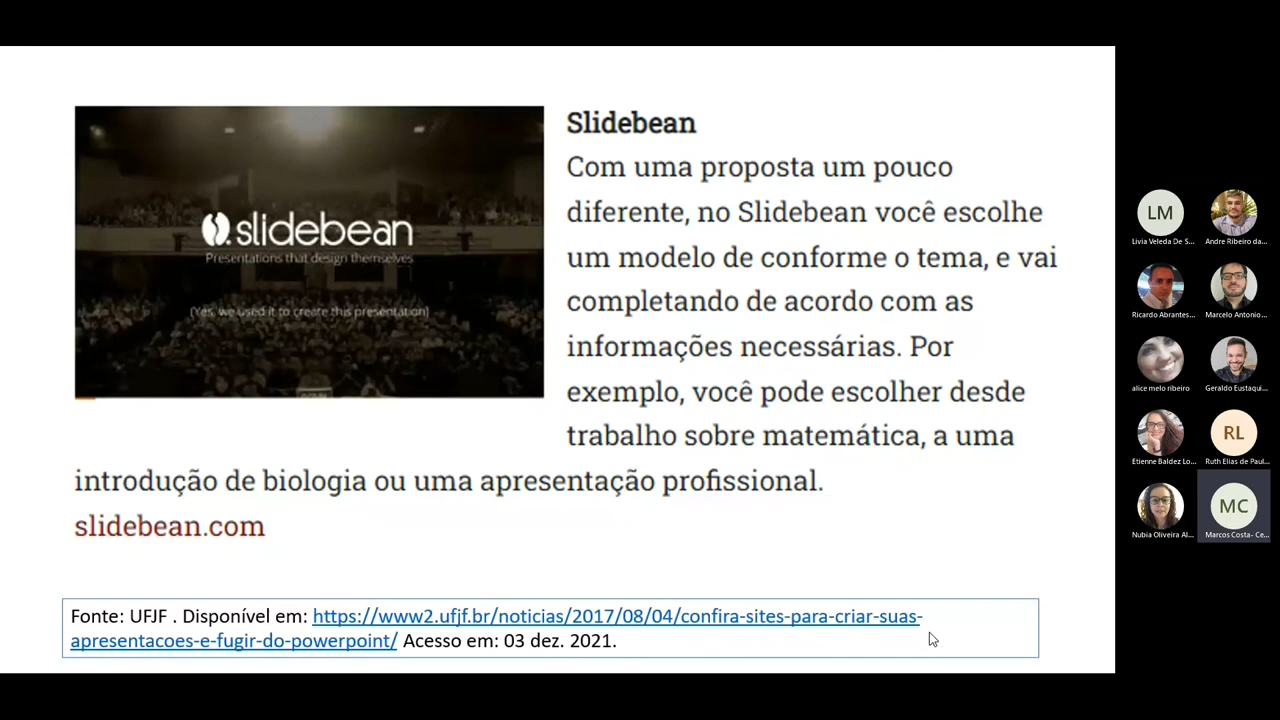 slidebean
Presentations that design themselves
(Yes, we used it to create this presentation)
Slidebean
Com uma proposta um pouco
diferente, no Slidebean você escolhe
um modelo de conforme o tema, e vai
completando de acordo com as
informações necessárias. Por
exemplo, você pode escolher desde
trabalho sobre matemática, a uma
introdução de biologia ou uma apresentação profissional.
slidebean.com
Fonte: UFJF . Disponível em: https://www2.ufjf.br/noticias/2017/08/04/confira-sites-para-criar-suas-
apresentacoes-e-fugir-do-powerpoint/ Acesso em: 03 dez. 2021.
LM
Livia Veleda De S...
Andre Ribeiro da...
Ricardo Abrantes...
Marcelo Antonio...
alice melo ribeiro
Geraldo Eustaqui...
Etienne Baldez Lo...
RL
Ruth Elias de Paul...
Nubia Oliveira Al...
MC
Marcos Costa- Ce...